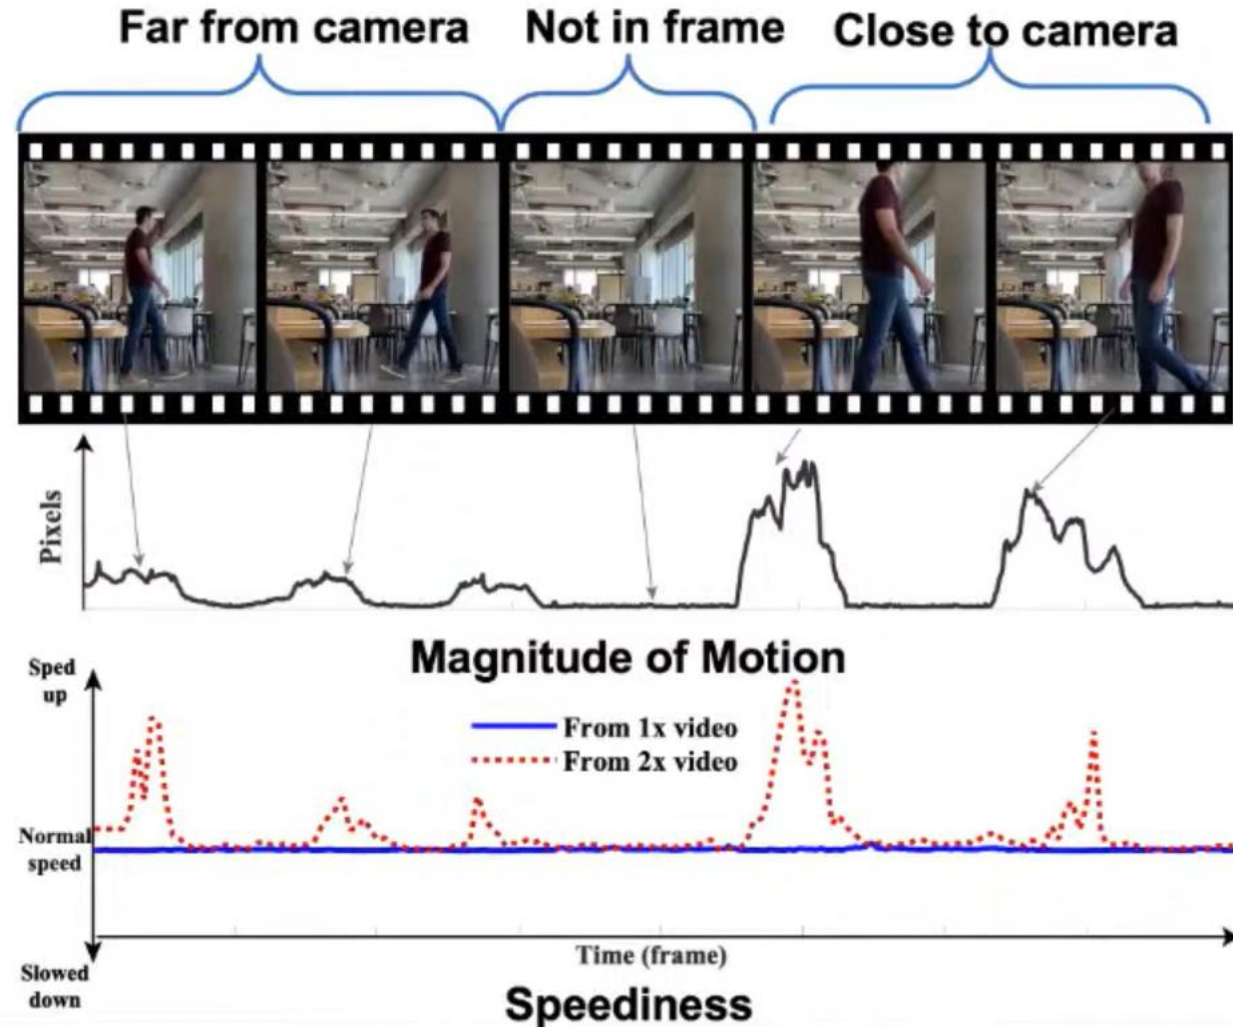 Far from camera Not in frame Close to camera
Pixels
Magnitude of Motion
Sped
up
From 1x video
From 2x video
Normal
speed
Time (frame)
Slowed
down
Speediness